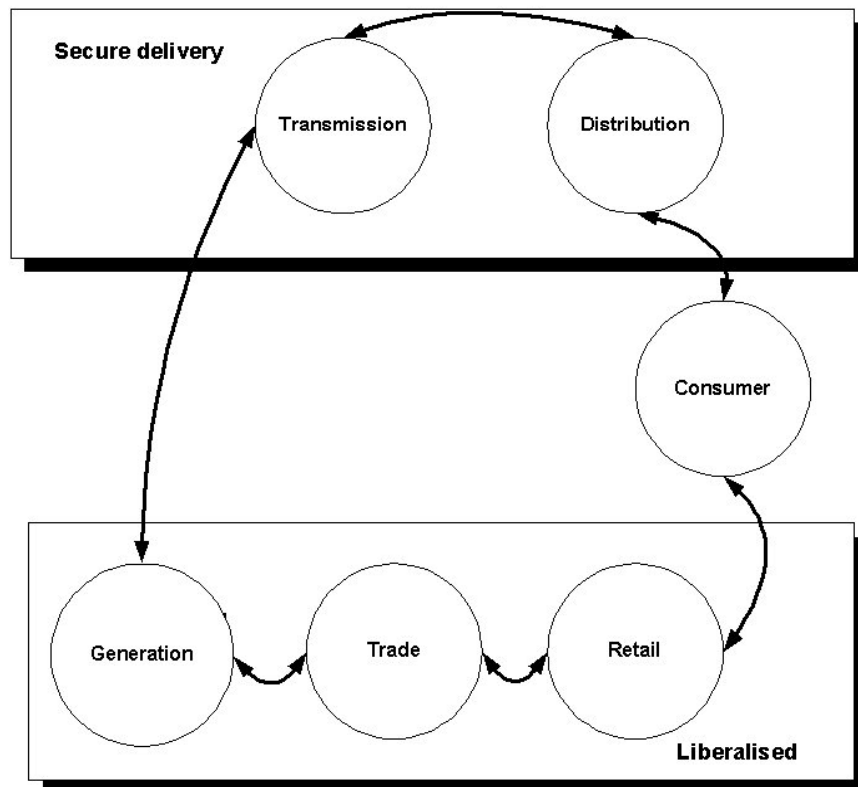 Secure delivery
Transmission
Distribution
Consumer
Generation
Trade
Retail
Liberalised